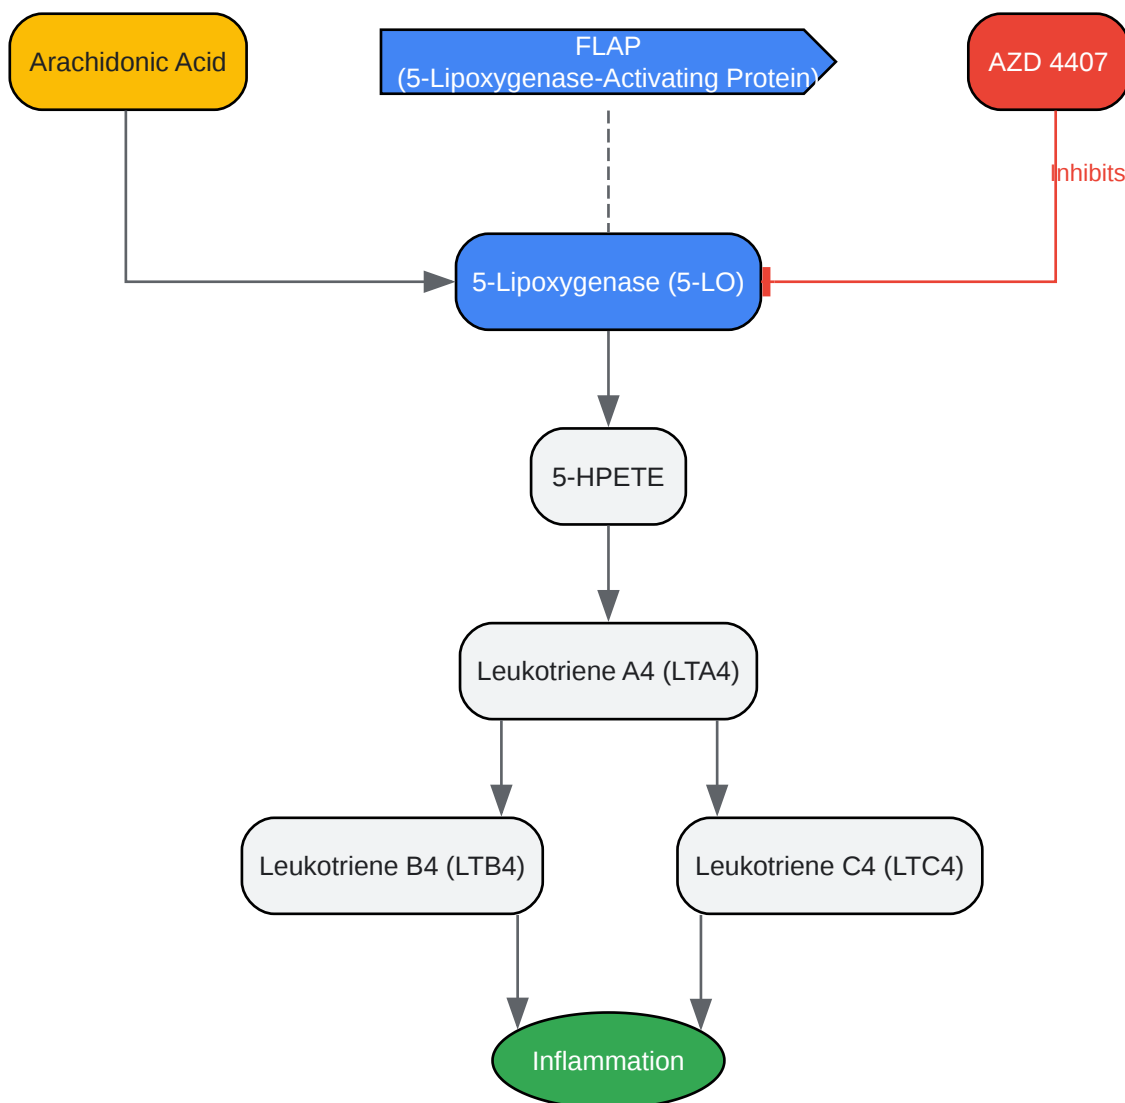 Arachidonic Acid
FLAP
(5-Lipoxygenase-Activating Protein)
AZD 4407
Inhibits
5-Lipoxygenase (5-LO)
5-HPETE
Leukotriene A4 (LTA4)
Leukotriene B4 (LTB4)
Leukotriene C4 (LTC4)
Inflammation